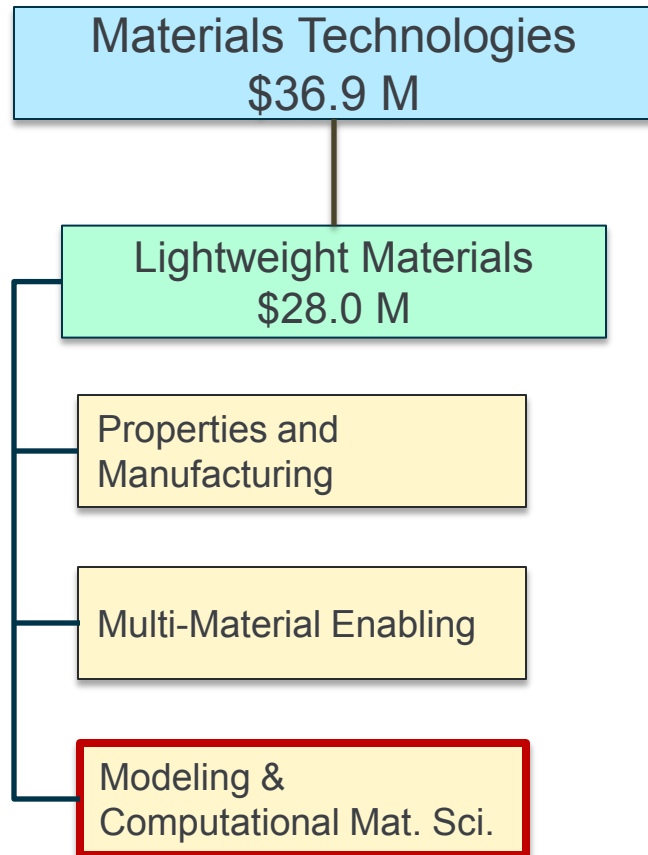 Materials Technologies
$36.9 M
Lightweight Materials
$28.0 M
Properties and
Manufacturing
Multi-Material Enabling
Modeling &
Computational Mat. Sci.